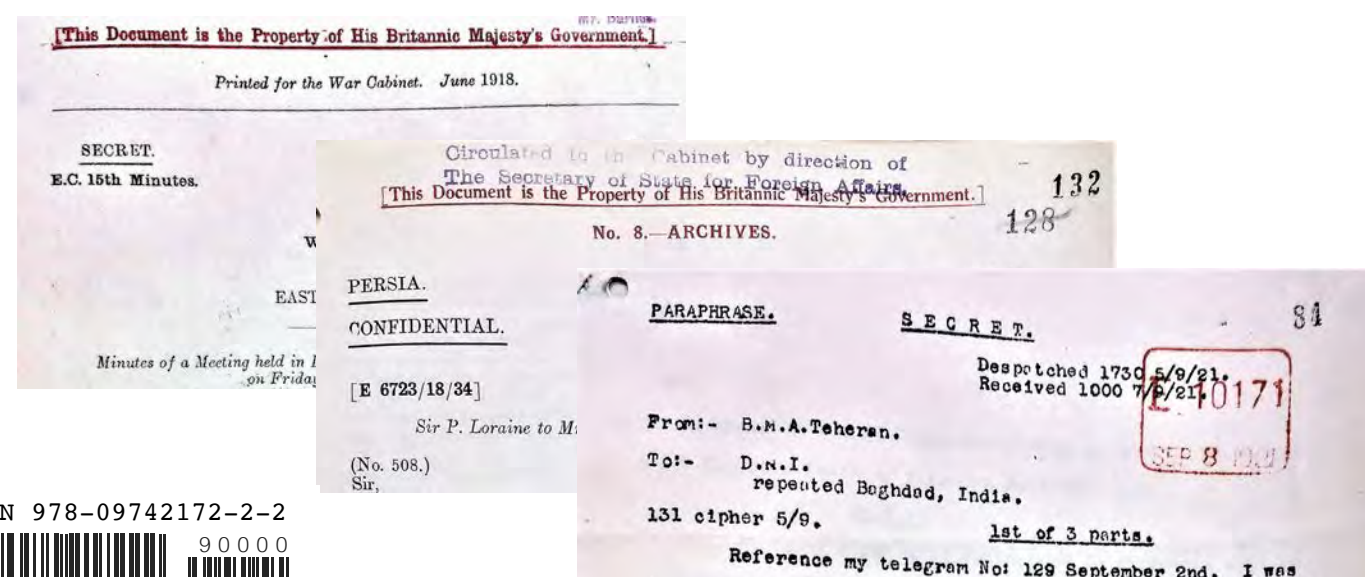 [This Document is the Property of His Britannic Majesty's Government.]
Printed for the War Cabinet. June 1918.
SECRET.
E.C. 15th Minutes.
W
EAST
Minutes of a Meeting held in
on Friday
Circulated to the Cabinet by direction of
The Secretary of State for Foreign Affairs.
[This Document is the Property of His Britannic Majesty's Government.]
132
128
No. 8.—ARCHIVES.
PERSIA.
CONFIDENTIAL.
[E 6723/18/34]
Sir P. Loraine to
(No. 508.)
Sir,
PARAPHRASE.
SECRET.
84
Despatched 1730 5/9/21.
Received 1000 7/9/21.
E 10171
SEP 8 1921
From:- B.M.A.Teheran.
To:- D.M.I.
repeated Baghdad, India.
131 cipher 5/9.
1st of 3 parts.
Reference my telegram No: 129 September 2nd. I was
N 978-09742172-2-2
90000